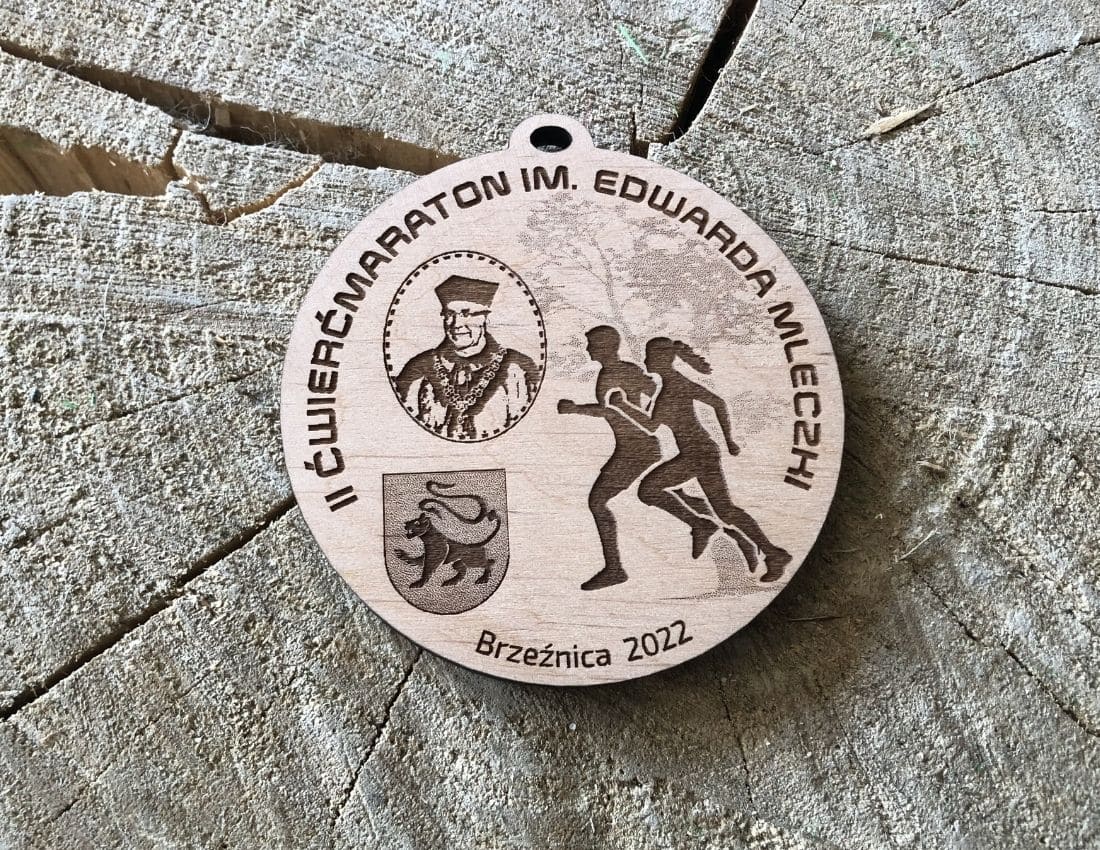 II ĆWIERĆMARATON IM. EDWARDA MLECZKI
Brzeźnica 2022